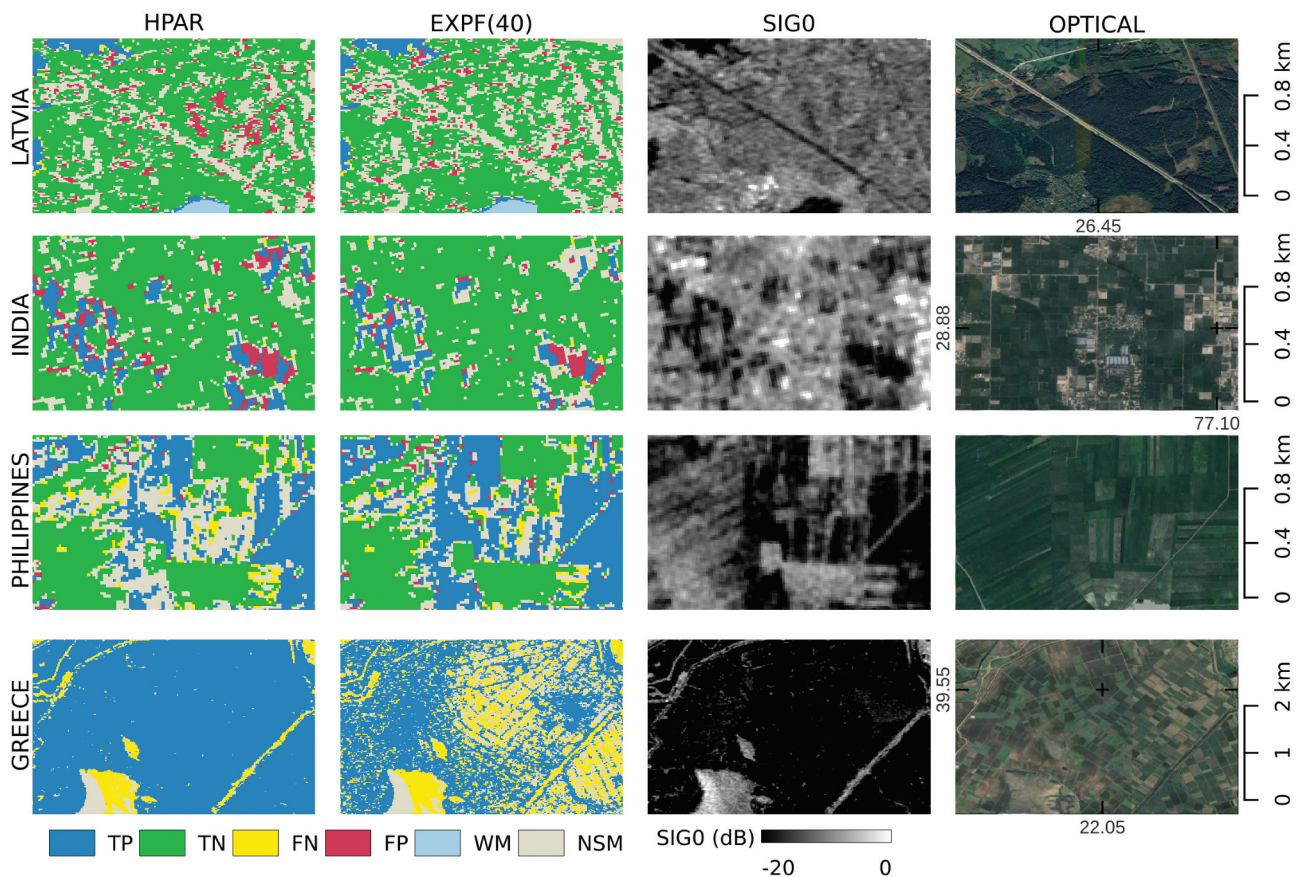 HPAR EXPF(40) SIG0 OPTICAL
LATVIA
0.8 km
0.4
0
26.45
INDIA
28.88
0.8 km
0.4
0
77.10
PHILIPPINES
0.8 km
0.4
0
GREECE
39.55
2 km
1
0
22.05
TP TN FN FP WM NSM
SIG0 (dB)
-20 0